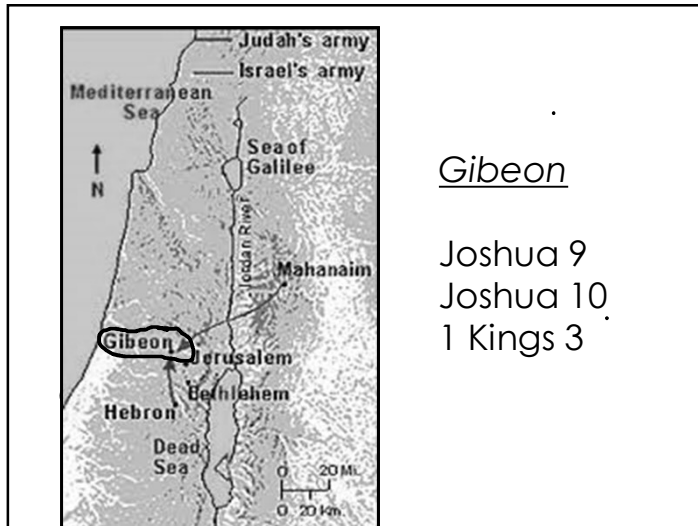 Judah's army
Israel's army
Mediterranean
Sea
N
Sea of
Galilee
Jordan River
Mahanaim
Gibeon
Jerusalem
Bethlehem
Hebron
Dead
Sea
0 20 Mi.
0 20 Km.
Gibeon
Joshua 9
Joshua 10
1 Kings 3